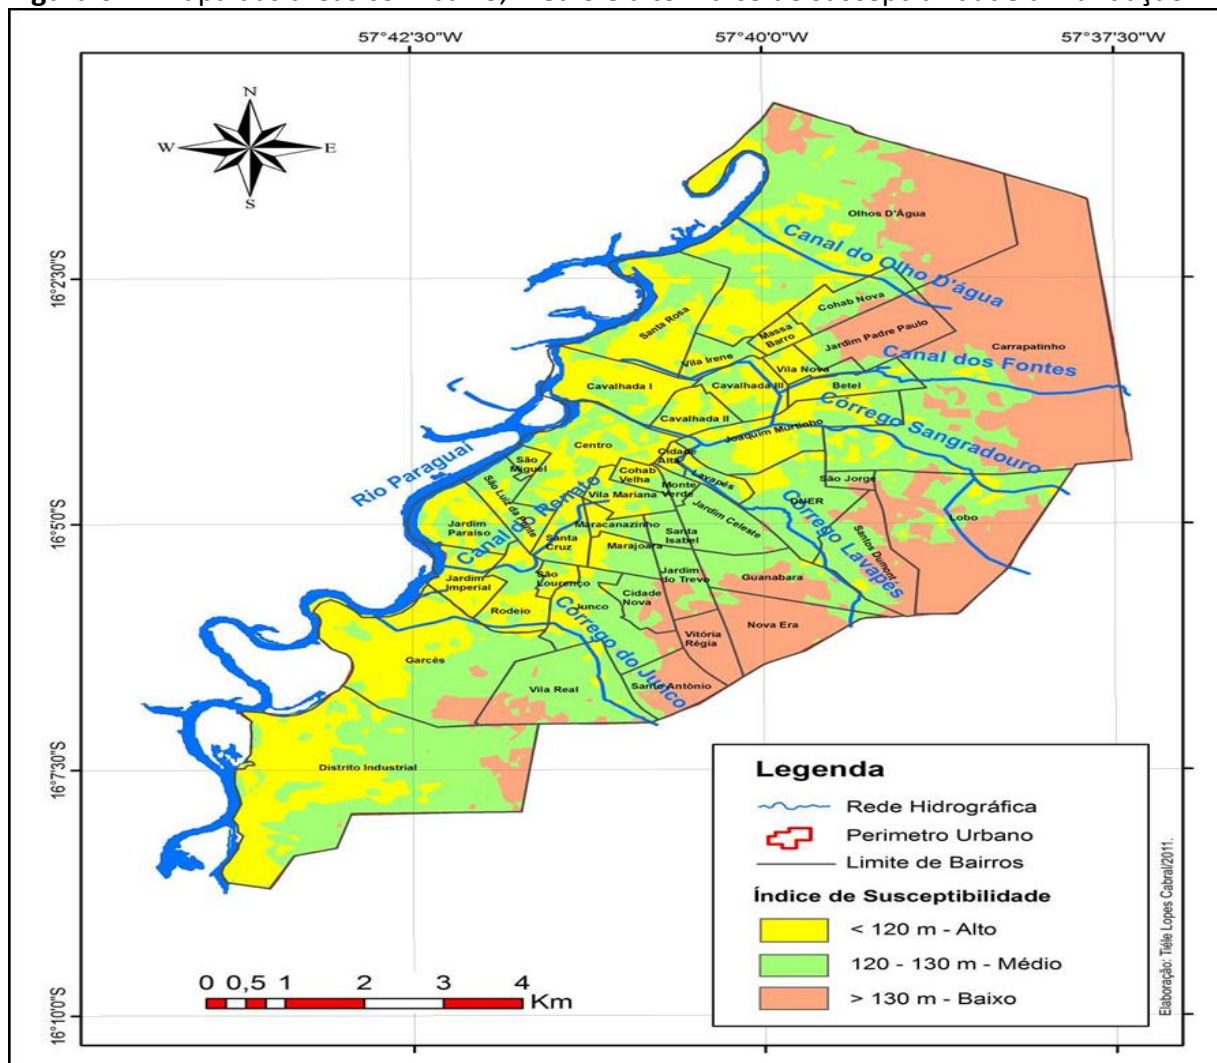 57°42'30"W
57°40'0"W
57°37'30"W
N
W
E
S
16°2'30"S
16°5'0"S
16°7'30"S
16°10'0"S
Olhos D'Água
Canal do Olho D'água
Cohab Nova
Santa Rosa
Massa
Barro
Jardim Padre Paulo
Carrapatinho
Vila Irene
Vila Nova
Canal dos Fontes
Cavalhada I
Cavalhada III
Betel
Córrego Sangradouro
Cavalhada II
Joaquim Murtinho
Centro
Rio Paraguai
São
Miguel
Cidade
Alta
Cohab
Velha
Lavapés
São Jorge
Monte
Verde
Vila Mariana
São Luiz da Ponte
DNER
Lobo
Canal do Renato
Jardim Celeste
Córrego Lavapés
Jardim
Paraíso
Maracanazinho
Santa
Isabel
Santos Dumont
Santa
Cruz
Marajoara
Jardim
Imperial
São
Lourenço
Jardim
do Trevo
Guanabara
Rodeio
Junco
Cidade
Nova
Nova Era
Córrego do Junco
Vitória
Régia
Garcês
Vila Real
Santo Antônio
Distrito Industrial
Legenda
Rede Hidrográfica
Perimetro Urbano
Limite de Bairros
Índice de Susceptibilidade
< 120 m - Alto
120 - 130 m - Médio
> 130 m - Baixo
0 0,5 1 2 3 4
Km
Elaboração: Tiéle Lopes Cabral/2011.